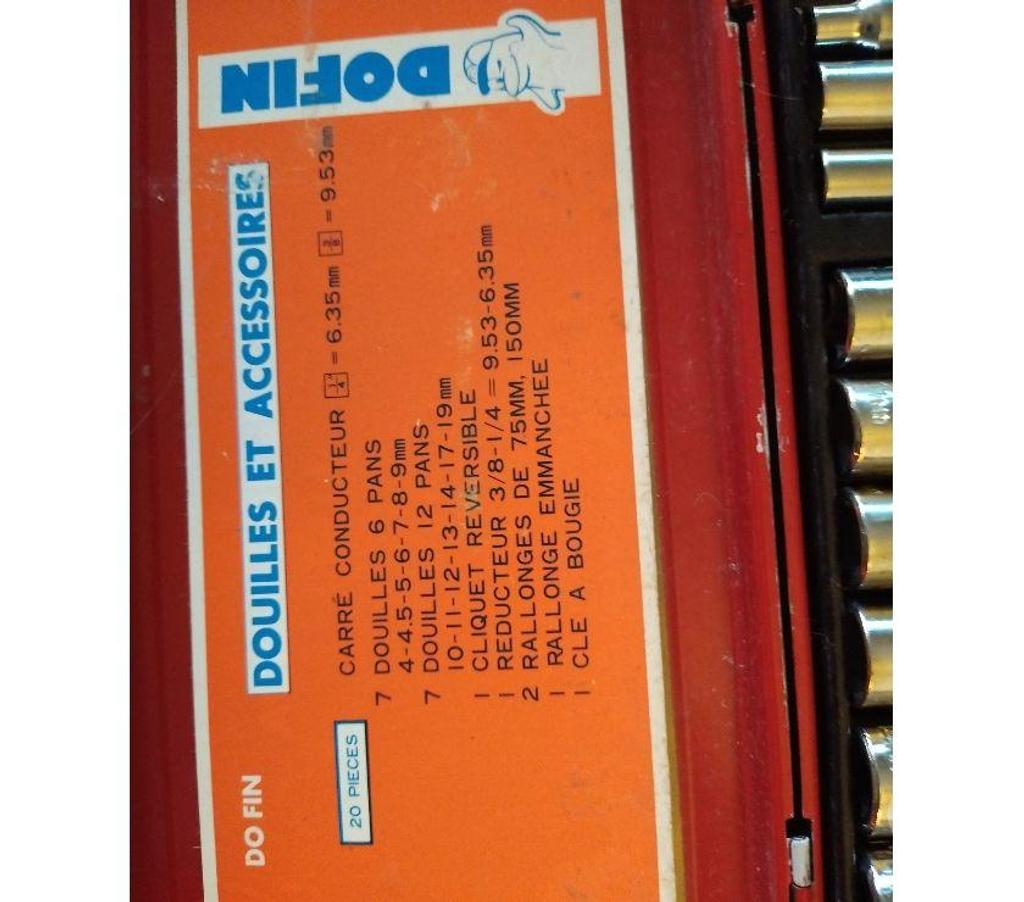 DO FIN
DOUILLES ET ACCESSOIRES
DOFIN
20 PIECES
CARRÉ CONDUCTEUR 1/4 = 6.35mm 3/8 = 9.53mm
7 DOUILLES 6 PANS
4-4.5-5-6-7-8-9mm
7 DOUILLES 12 PANS
10-11-12-13-14-17-19mm
1 CLIQUET REVERSIBLE
1 REDUCTEUR 3/8-1/4 = 9.53-6.35mm
2 RALLONGES DE 75MM, 150MM
1 RALLONGE EMMANCHEE
1 CLE A BOUGIE